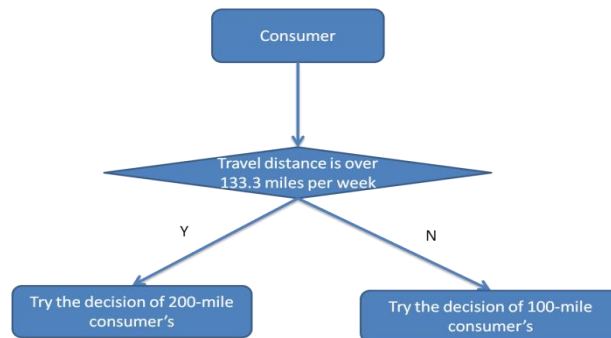 Consumer
Travel distance is over
133.3 miles per week
Y
N
Try the decision of 200-mile
consumer's
Try the decision of 100-mile
consumer's